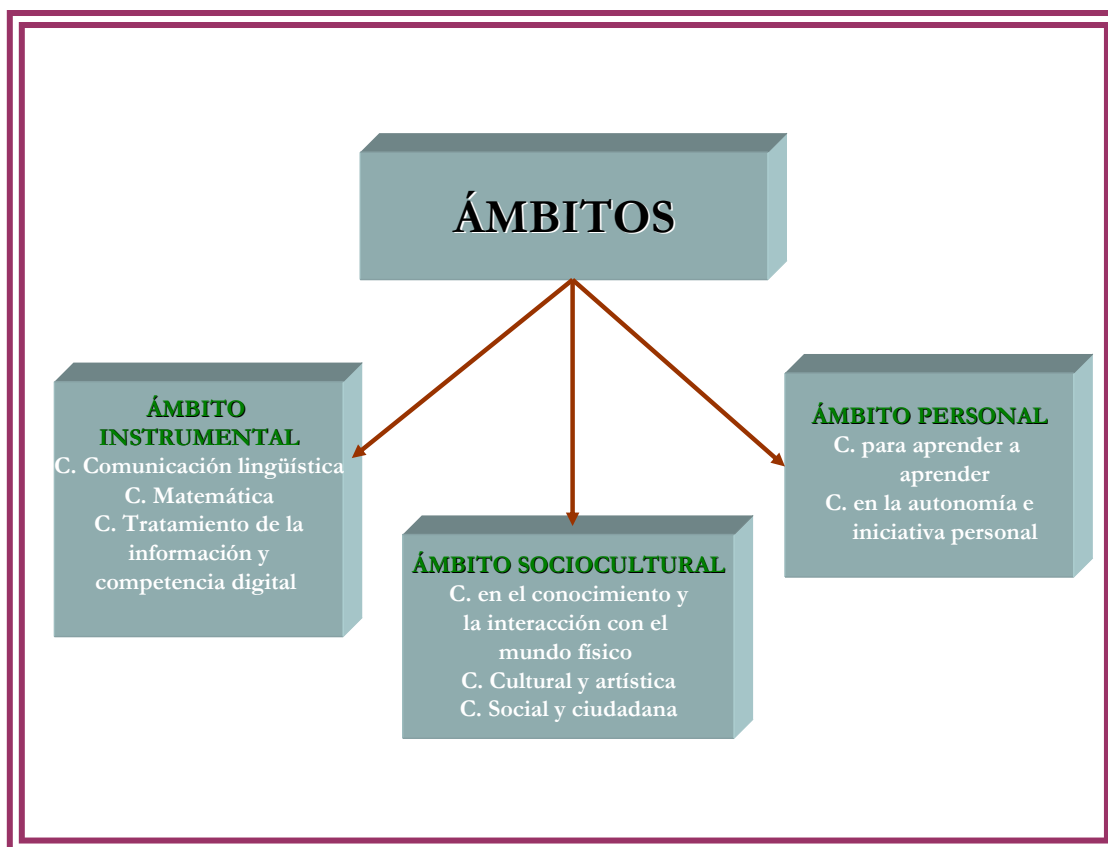 ÁMBITOS
ÁMBITO
INSTRUMENTAL
C. Comunicación lingüística
C. Matemática
C. Tratamiento de la
información y
competencia digital
ÁMBITO SOCIOCULTURAL
C. en el conocimiento y
la interacción con el
mundo físico
C. Cultural y artística
C. Social y ciudadana
ÁMBITO PERSONAL
C. para aprender a
aprender
C. en la autonomía e
iniciativa personal